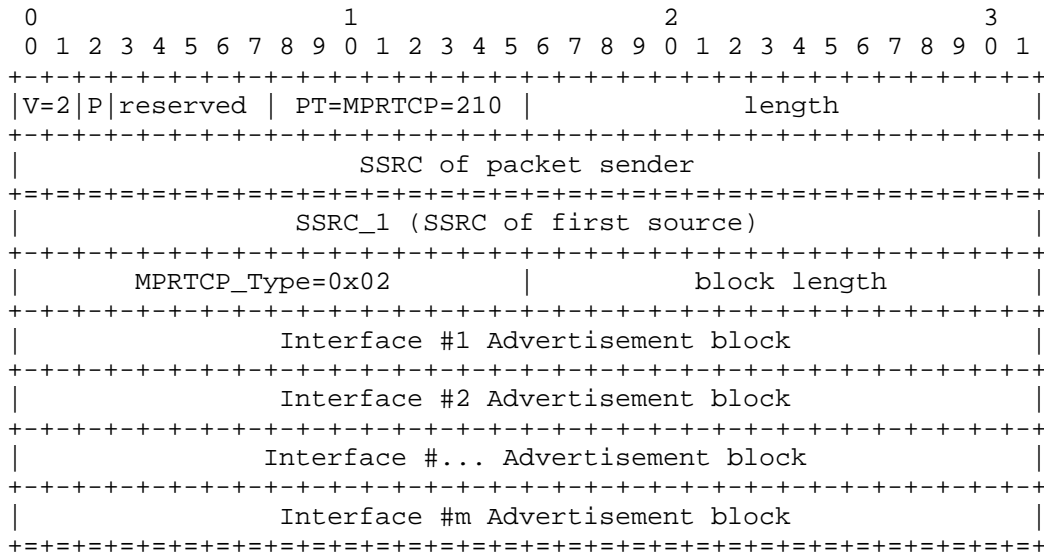 0                   1                   2                   3
 0 1 2 3 4 5 6 7 8 9 0 1 2 3 4 5 6 7 8 9 0 1 2 3 4 5 6 7 8 9 0 1
+-+-+-+-+-+-+-+-+-+-+-+-+-+-+-+-+-+-+-+-+-+-+-+-+-+-+-+-+-+-+-+-+
|V=2|P|reserved | PT=MPRTCP=210 |             length            |
+-+-+-+-+-+-+-+-+-+-+-+-+-+-+-+-+-+-+-+-+-+-+-+-+-+-+-+-+-+-+-+-+
|                     SSRC of packet sender                     |
+=+=+=+=+=+=+=+=+=+=+=+=+=+=+=+=+=+=+=+=+=+=+=+=+=+=+=+=+=+=+=+=+
|                 SSRC_1 (SSRC of first source)                 |
+-+-+-+-+-+-+-+-+-+-+-+-+-+-+-+-+-+-+-+-+-+-+-+-+-+-+-+-+-+-+-+-+
|       MPRTCP_Type=0x02        |         block length          |
+-+-+-+-+-+-+-+-+-+-+-+-+-+-+-+-+-+-+-+-+-+-+-+-+-+-+-+-+-+-+-+-+
|                Interface #1 Advertisement block               |
+-+-+-+-+-+-+-+-+-+-+-+-+-+-+-+-+-+-+-+-+-+-+-+-+-+-+-+-+-+-+-+-+
|                Interface #2 Advertisement block               |
+-+-+-+-+-+-+-+-+-+-+-+-+-+-+-+-+-+-+-+-+-+-+-+-+-+-+-+-+-+-+-+-+
|               Interface #... Advertisement block              |
+-+-+-+-+-+-+-+-+-+-+-+-+-+-+-+-+-+-+-+-+-+-+-+-+-+-+-+-+-+-+-+-+
|                Interface #m Advertisement block               |
+=+=+=+=+=+=+=+=+=+=+=+=+=+=+=+=+=+=+=+=+=+=+=+=+=+=+=+=+=+=+=+=+